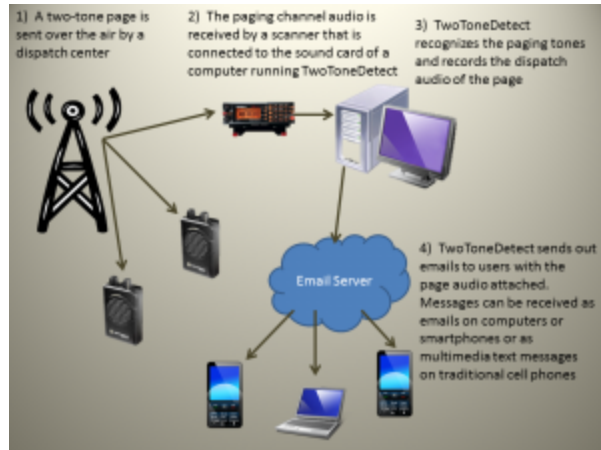 1) A two-tone page is
sent over the air by a
dispatch center
2) The paging channel audio is
received by a scanner that is
connected to the sound card of a
computer running TwoToneDetect
3) TwoToneDetect
recognizes the paging tones
and records the dispatch
audio of the page
Email Server
4) TwoToneDetect sends out
emails to users with the
page audio attached.
Messages can be received as
emails on computers or
smartphones or as
multimedia text messages
on traditional cell phones